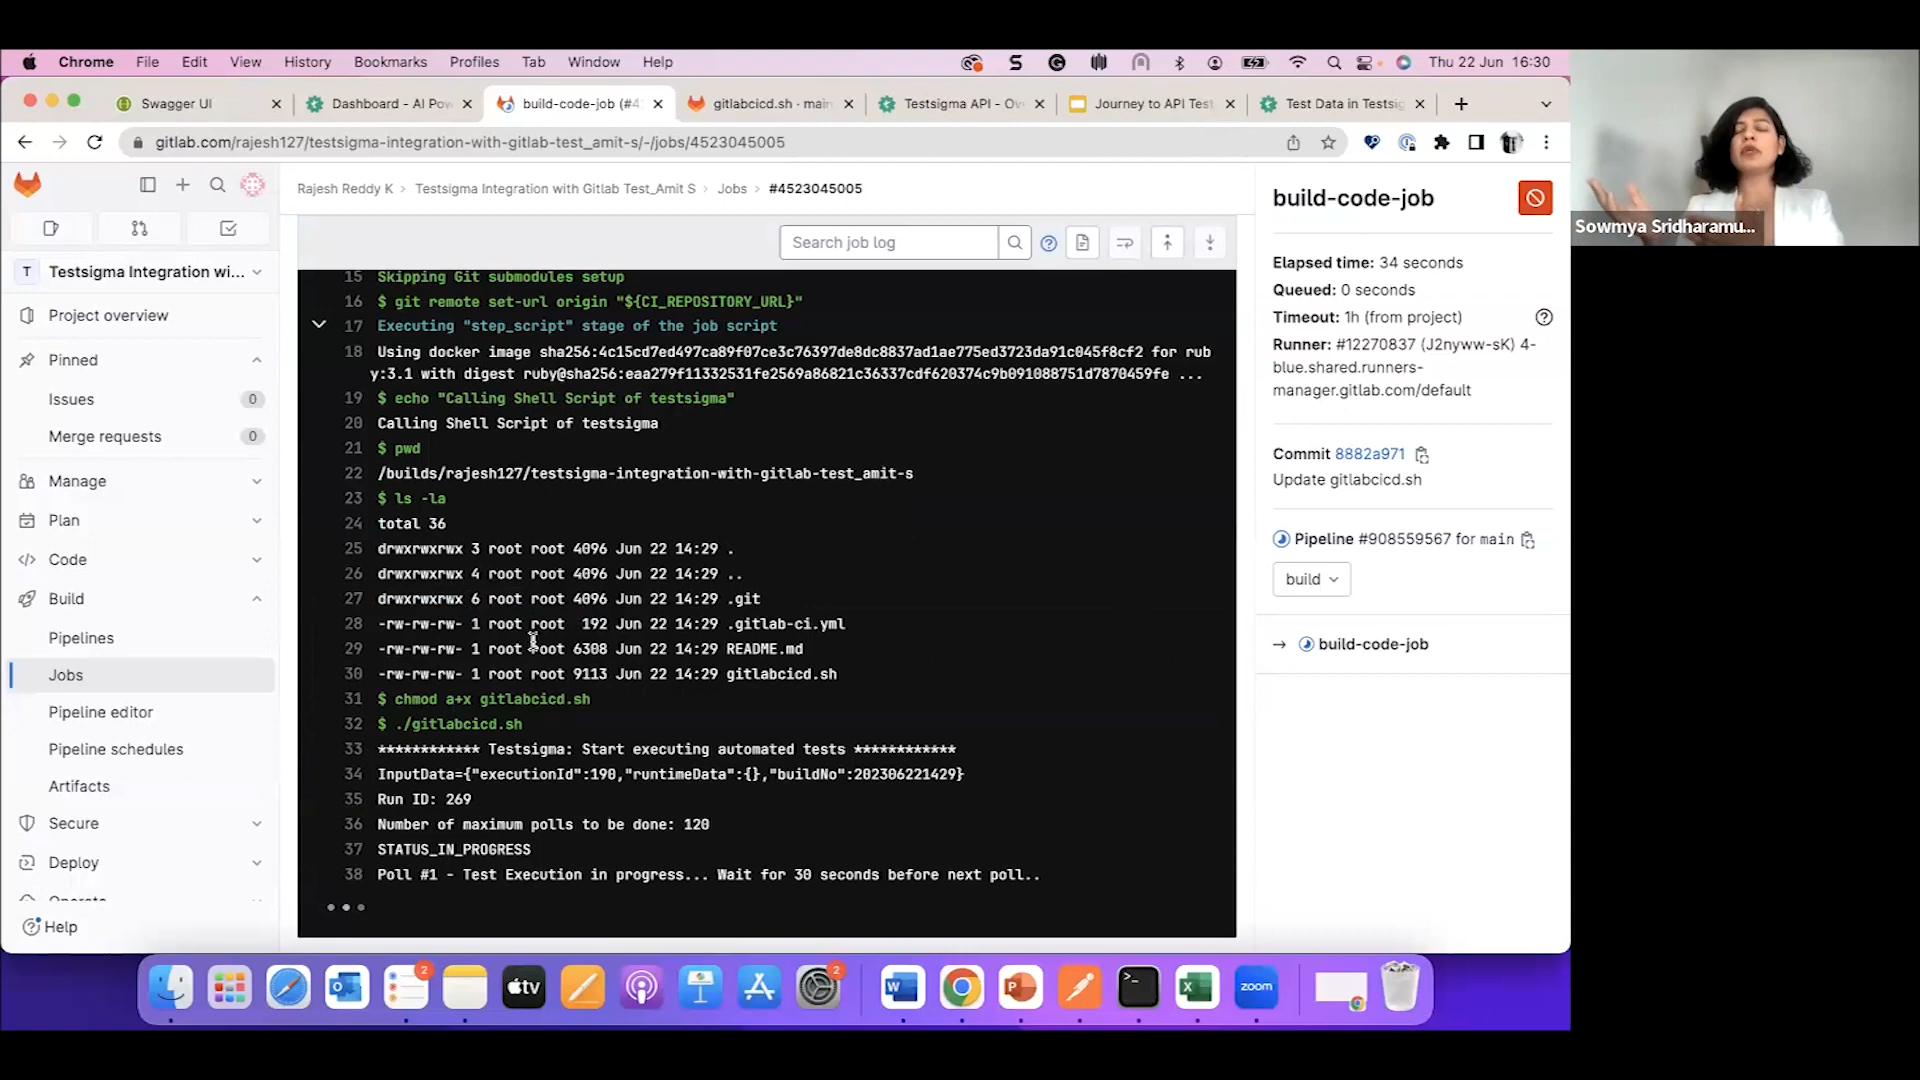 Chrome File Edit View History Bookmarks Profiles Tab Window Help Thu 22 Jun 16:30
Swagger UI Dashboard - AI Pow build-code-job (#4 gitlabcicd.sh · main Testsigma API - Ov Journey to API Test Test Data in Testsig
gitlab.com/rajesh127/testsigma-integration-with-gitlab-test_amit-s/-/jobs/4523045005
Sowmya Sridharamu...
Rajesh Reddy K > Testsigma Integration with Gitlab Test_Amit S > Jobs > #4523045005
T Testsigma Integration wi...
Project overview
Pinned
Issues 0
Merge requests 0
Manage
Plan
Code
Build
Pipelines
Jobs
Pipeline editor
Pipeline schedules
Artifacts
Secure
Deploy
Operate
Help
Search job log
15 Skipping Git submodules setup
16 $ git remote set-url origin "${CI_REPOSITORY_URL}"
17 Executing "step_script" stage of the job script
18 Using docker image sha256:4c15cd7ed497ca89f07ce3c76397de8dc8837ad1ae775ed3723da91c045f8cf2 for rub
y:3.1 with digest ruby@sha256:eaa279f11332531fe2569a86821c36337cdf620374c9b091088751d7870459fe ...
19 $ echo "Calling Shell Script of testsigma"
20 Calling Shell Script of testsigma
21 $ pwd
22 /builds/rajesh127/testsigma-integration-with-gitlab-test_amit-s
23 $ ls -la
24 total 36
25 drwxrwxrwx 3 root root 4096 Jun 22 14:29 .
26 drwxrwxrwx 4 root root 4096 Jun 22 14:29 ..
27 drwxrwxrwx 6 root root 4096 Jun 22 14:29 .git
28 -rw-rw-rw- 1 root root 192 Jun 22 14:29 .gitlab-ci.yml
29 -rw-rw-rw- 1 root root 6308 Jun 22 14:29 README.md
30 -rw-rw-rw- 1 root root 9113 Jun 22 14:29 gitlabcicd.sh
31 $ chmod a+x gitlabcicd.sh
32 $ ./gitlabcicd.sh
33 ************ Testsigma: Start executing automated tests ************
34 InputData={"executionId":190,"runtimeData":{},"buildNo":202306221429}
35 Run ID: 269
36 Number of maximum polls to be done: 120
37 STATUS_IN_PROGRESS
38 Poll #1 - Test Execution in progress... Wait for 30 seconds before next poll..
build-code-job
Elapsed time: 34 seconds
Queued: 0 seconds
Timeout: 1h (from project)
Runner: #12270837 (J2nyww-sK) 4-
blue.shared.runners-
manager.gitlab.com/default
Commit 8882a971
Update gitlabcicd.sh
Pipeline #908559567 for main
build
→ build-code-job
2 tv 2 W P X zoom